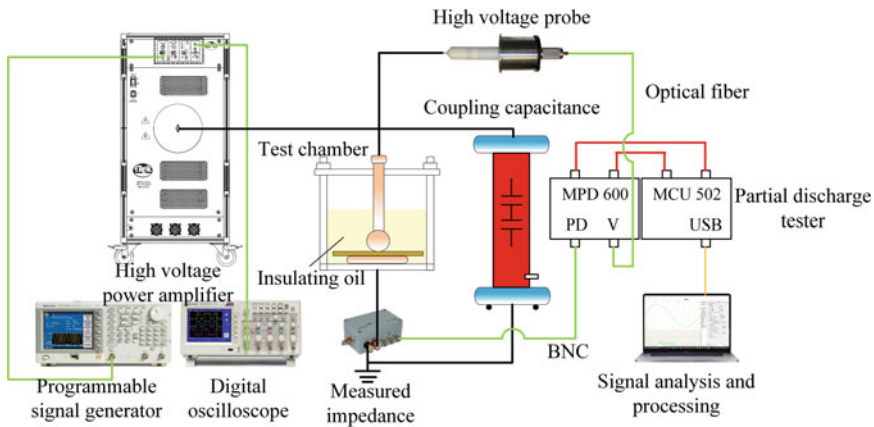 High voltage probe
Optical fiber
Coupling capacitance
Test chamber
MPD 600
MCU 502
PD
V
USB
Partial discharge
tester
Insulating oil
High voltage
power amplifier
BNC
Programmable
signal generator
Digital
oscilloscope
Measured
impedance
Signal analysis and
processing